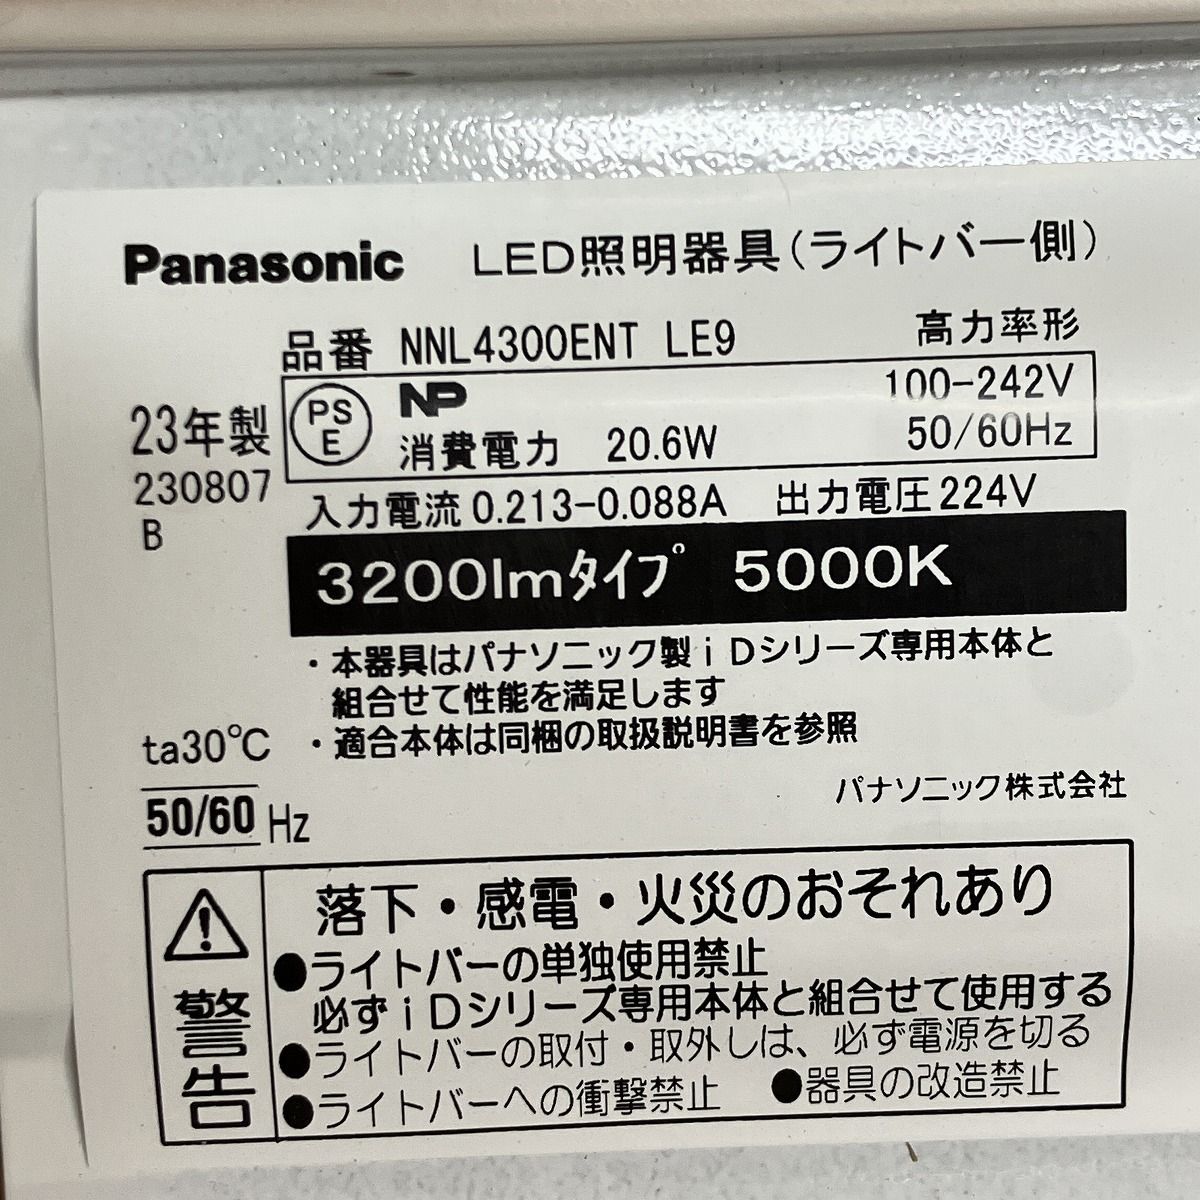 Panasonic LED照明器具(ライトバー側)
品番 NNL4300ENT LE9 高力率形
23年製
230807
B
PS
E
NP
100-242V
消費電力 20.6W 50/60Hz
入力電流0.213-0.088A 出力電圧224V
3200lmタイプ 5000K
・本器具はパナソニック製iDシリーズ専用本体と
組合せて性能を満足します
ta30℃ ・適合本体は同梱の取扱説明書を参照
パナソニック株式会社
50/60 Hz
警告
落下・感電・火災のおそれあり
●ライトバーの単独使用禁止
必ずiDシリーズ専用本体と組合せて使用する
●ライトバーの取付・取外しは、必ず電源を切る
●ライトバーへの衝撃禁止 ●器具の改造禁止